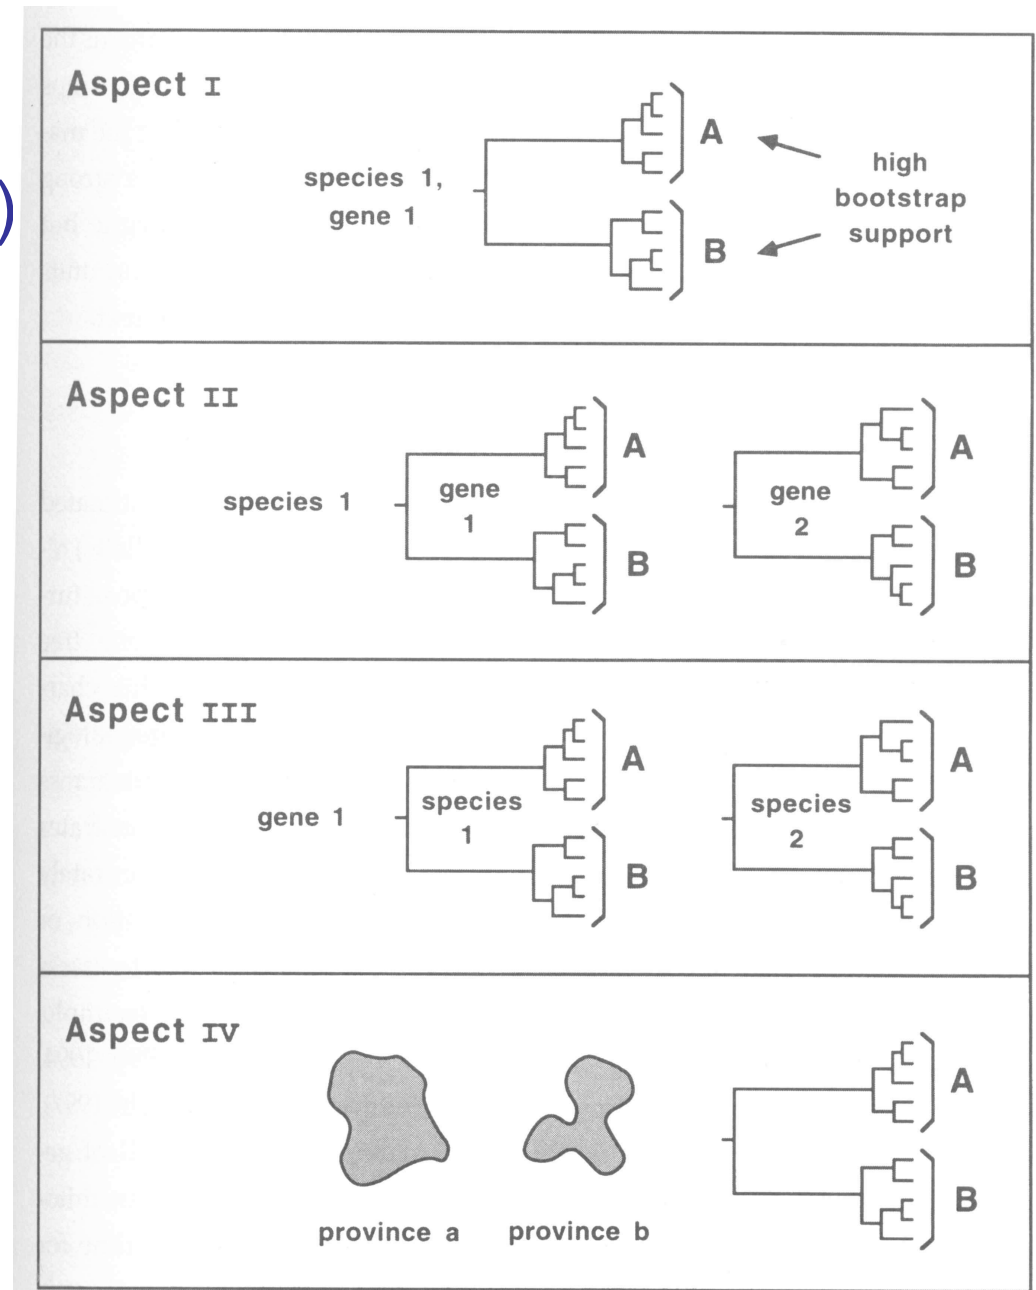 )
Aspect I
species 1,
gene 1
A
B
high
bootstrap
support
Aspect II
species 1
gene
1
A
B
gene
2
A
B
Aspect III
gene 1
species
1
A
B
species
2
A
B
Aspect IV
province a
province b
A
B